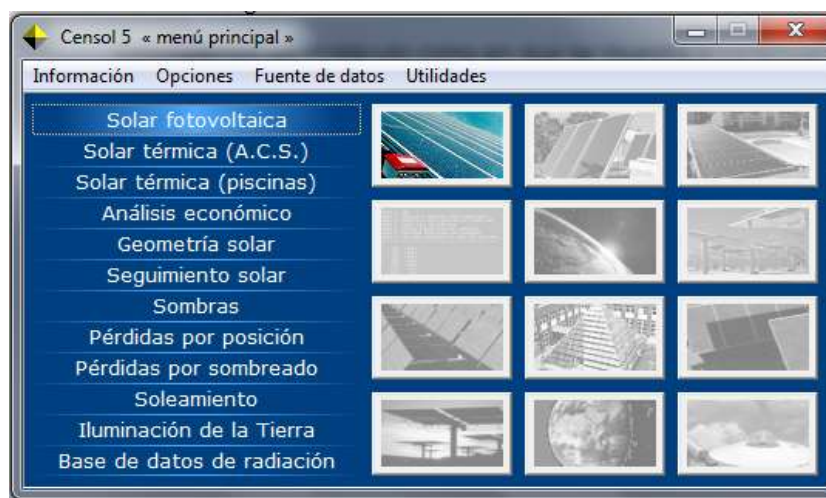 Censol 5 « menú principal »
Información Opciones Fuente de datos Utilidades
Solar fotovoltaica
Solar térmica (A.C.S.)
Solar térmica (piscinas)
Análisis económico
Geometría solar
Seguimiento solar
Sombras
Pérdidas por posición
Pérdidas por sombreado
Soleamiento
Iluminación de la Tierra
Base de datos de radiación